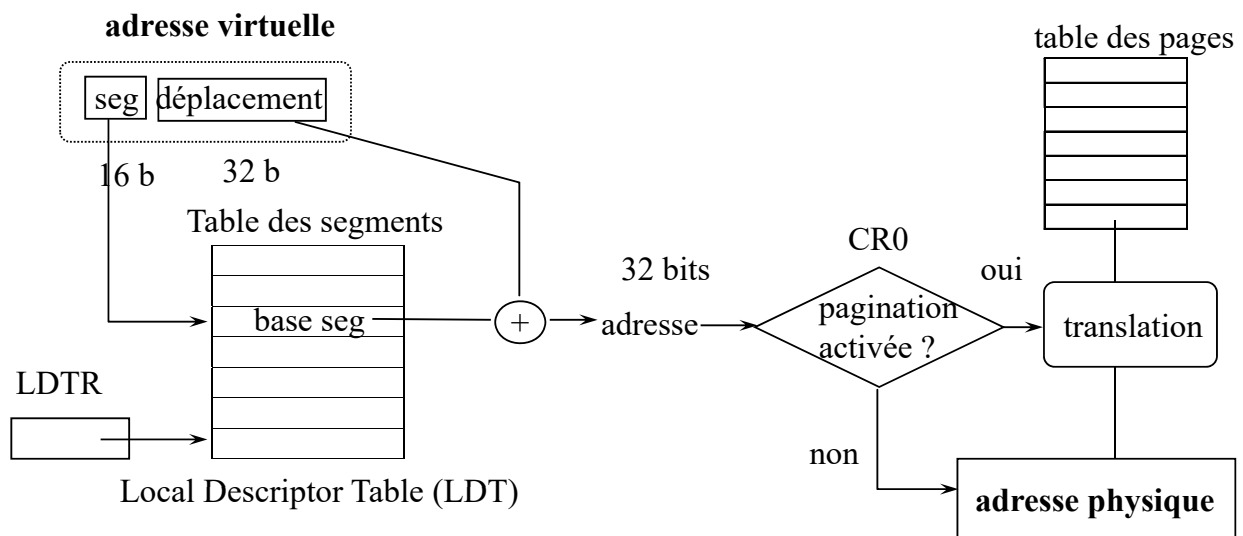 adresse virtuelle
seg déplacement
16 b 32 b
Table des segments
base seg
LDTR
Local Descriptor Table (LDT)
+
32 bits
adresse
CR0
pagination
activée ?
oui
non
table des pages
translation
adresse physique